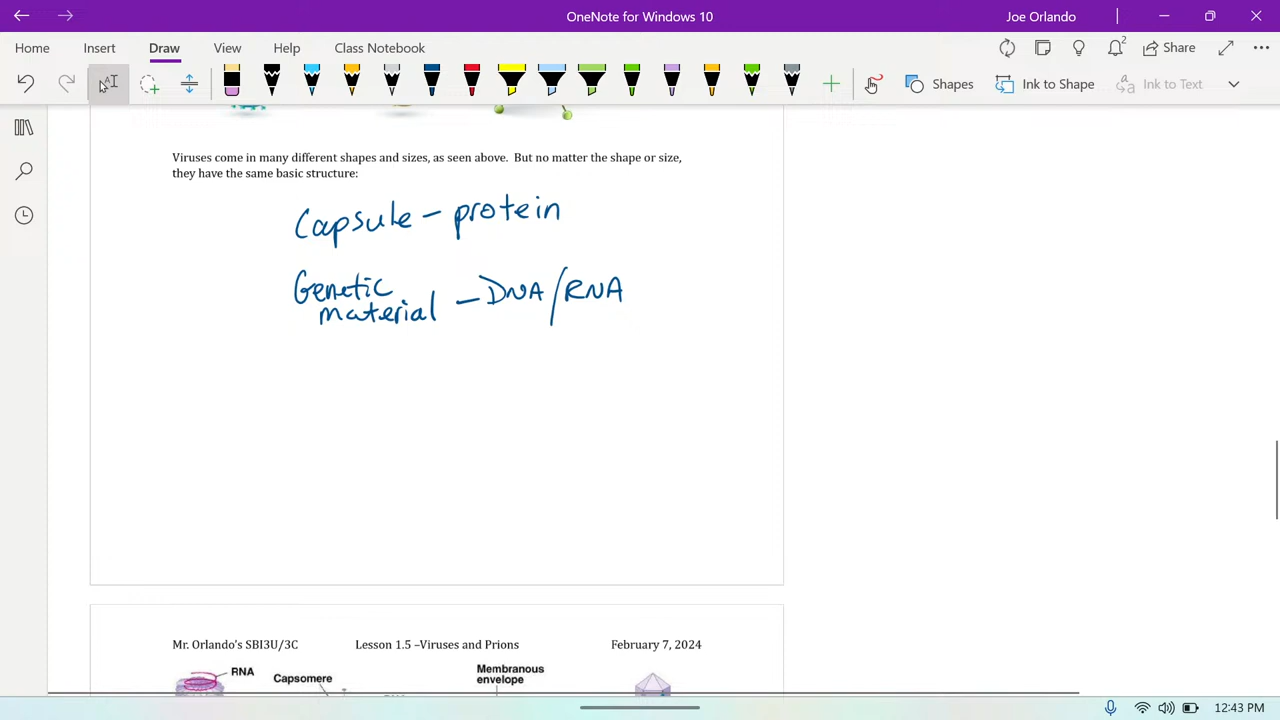 OneNote for Windows 10
Joe Orlando
Home Insert Draw View Help Class Notebook
2
Share
Shapes Ink to Shape Ink to Text
Viruses come in many different shapes and sizes, as seen above. But no matter the shape or size,
they have the same basic structure:
Capsule – protein
Genetic
material – DNA/RNA
Mr. Orlando's SBI3U/3C Lesson 1.5 –Viruses and Prions February 7, 2024
RNA
Capsomere
Membranous
envelope
12:43 PM